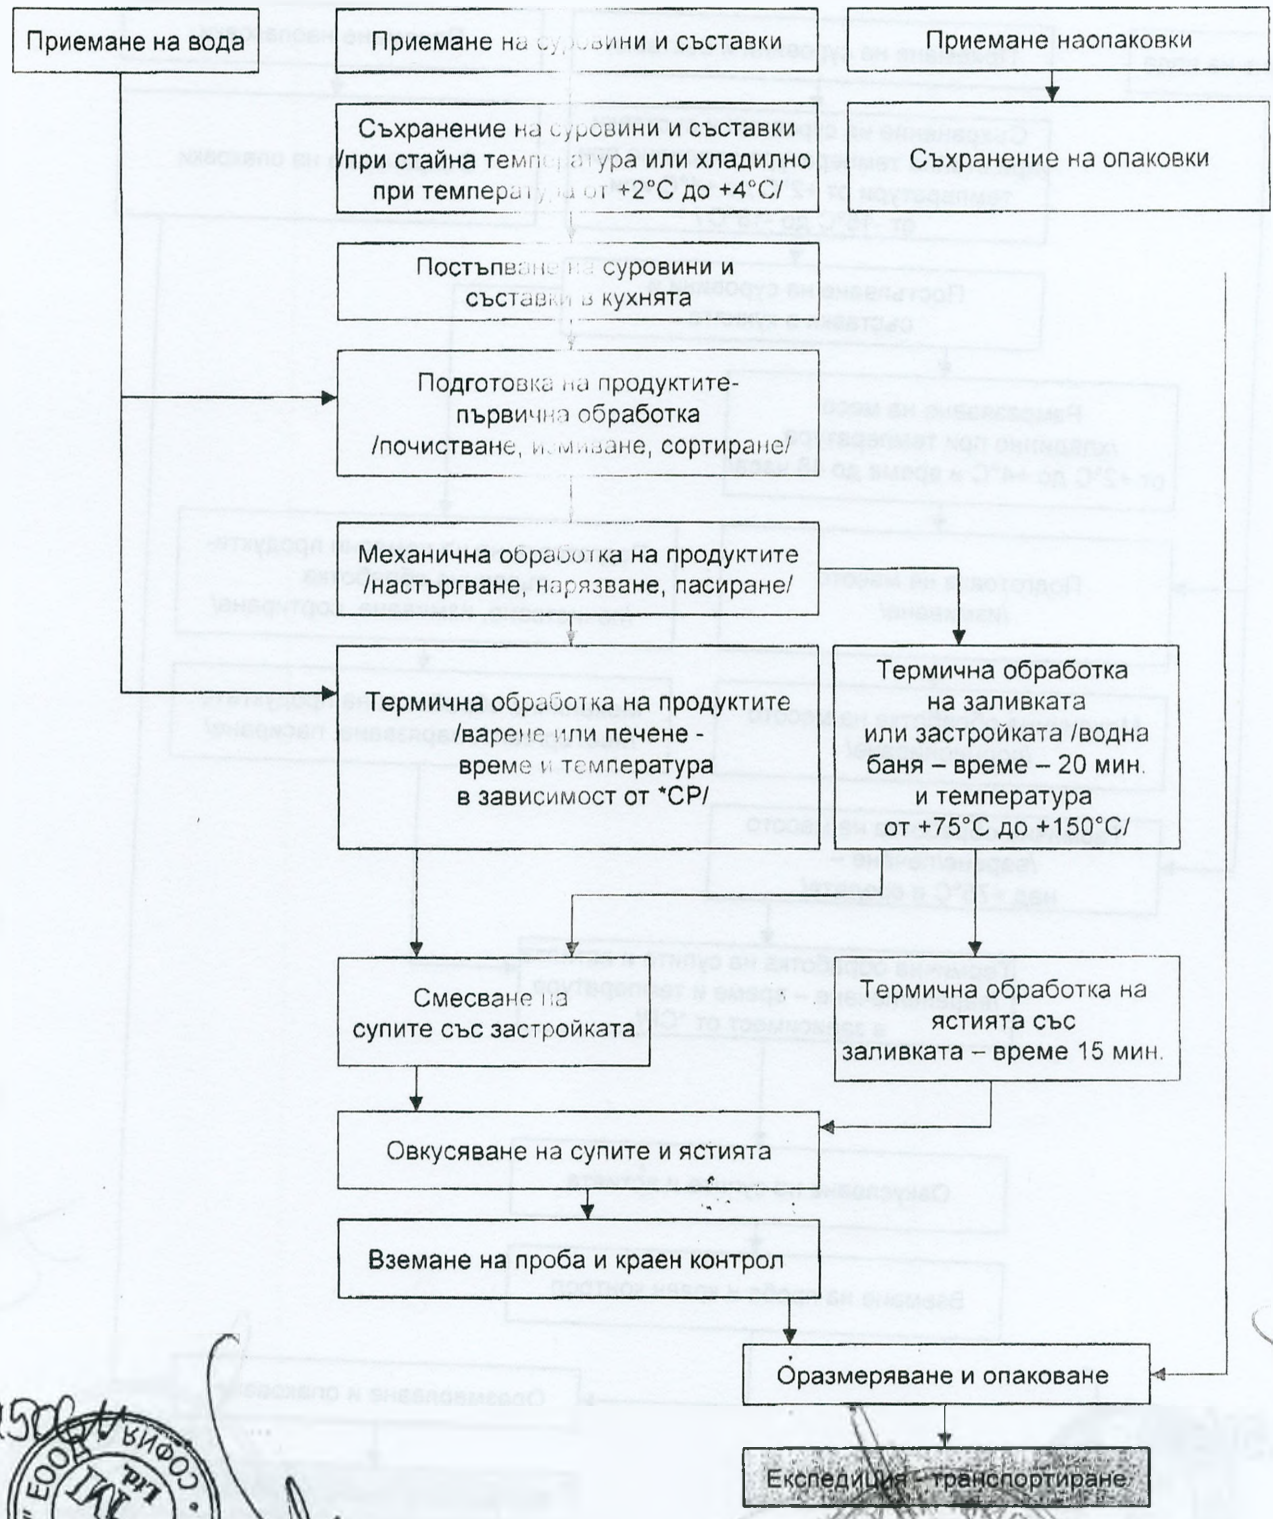 Приемане на вода
Приемане на суровини и съставки
Приемане наопаковки
Съхранение на суровини и съставки
/при стайна температура или хладилно
при температура от +2°C до +4°C/
Съхранение на опаковки
Постъпване на суровини и
съставки в кухнята
Подготовка на продуктите-
първична обработка
/почистване, измиване, сортиране/
Механична обработка на продуктите
/настъргване, нарязване, пасиране/
Термична обработка на продуктите
/варене или печене -
време и температура
в зависимост от *СР/
Термична обработка
на заливката
или застройката /водна
баня – време – 20 мин.
и температура
от +75°C до +150°C/
Смесване на
супите със застройката
Термична обработка на
ястията със
заливката – време 15 мин.
Овкусяване на супите и ястията
Вземане на проба и краен контрол
Оразмеряване и опаковане
Експедиция - транспортиране
ЕООД
СОФИЯ
Ltd.